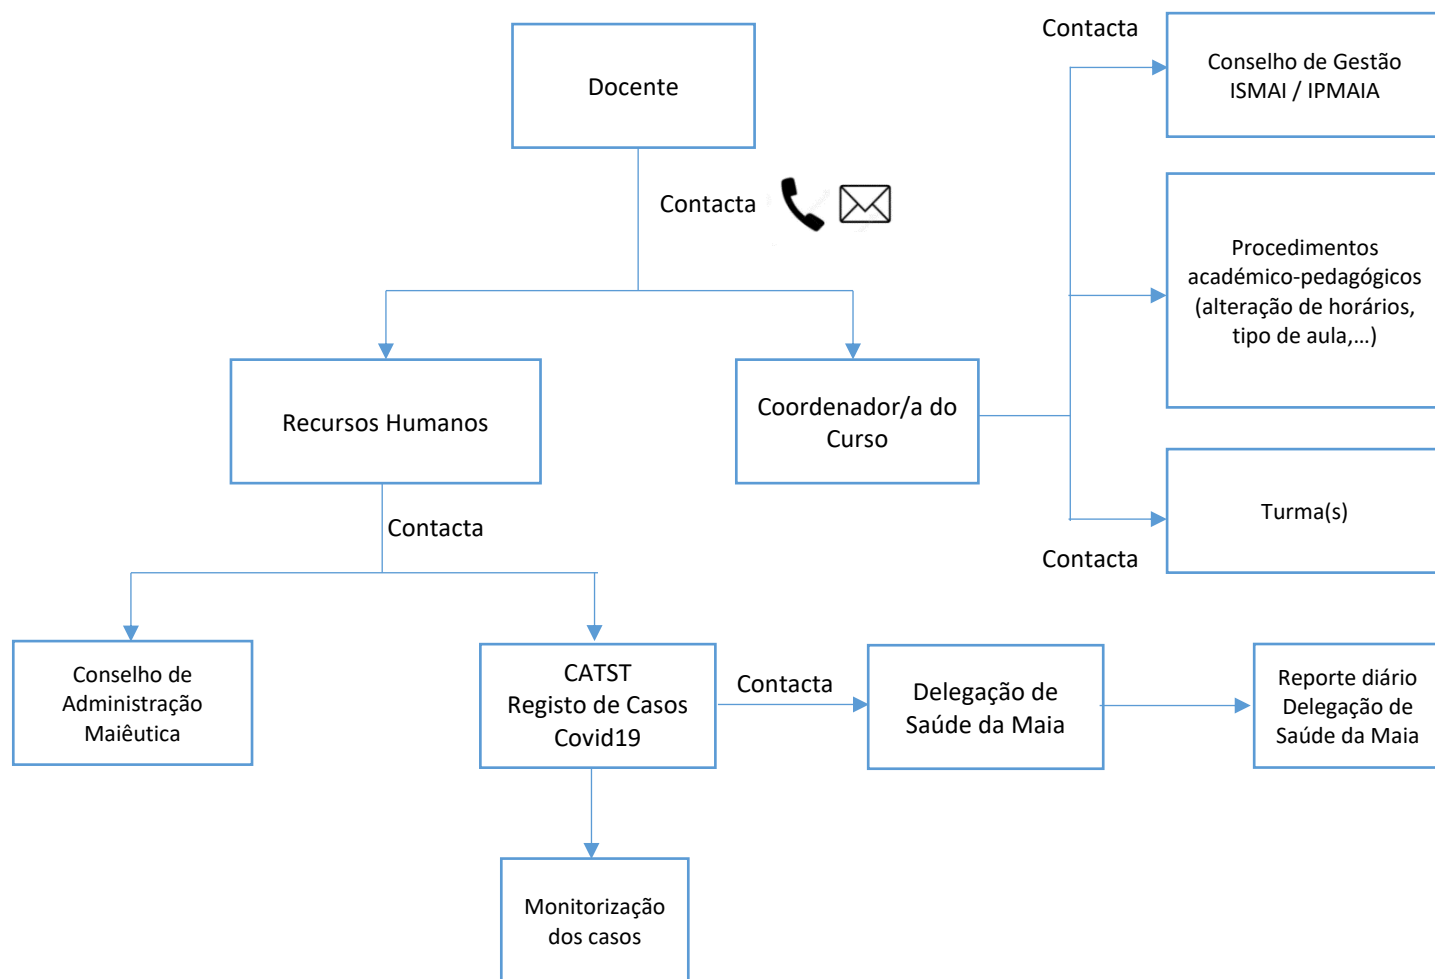 Contacta
Conselho de Gestão
ISMAI / IPMAIA
Docente
Contacta
Procedimentos
académico-pedagógicos
(alteração de horários,
tipo de aula,...)
Recursos Humanos
Coordenador/a do
Curso
Turma(s)
Contacta
Contacta
Conselho de
Administração
Maiêutica
CATST
Registo de Casos
Covid19
Contacta
Delegação de
Saúde da Maia
Reporte diário
Delegação de
Saúde da Maia
Monitorização
dos casos